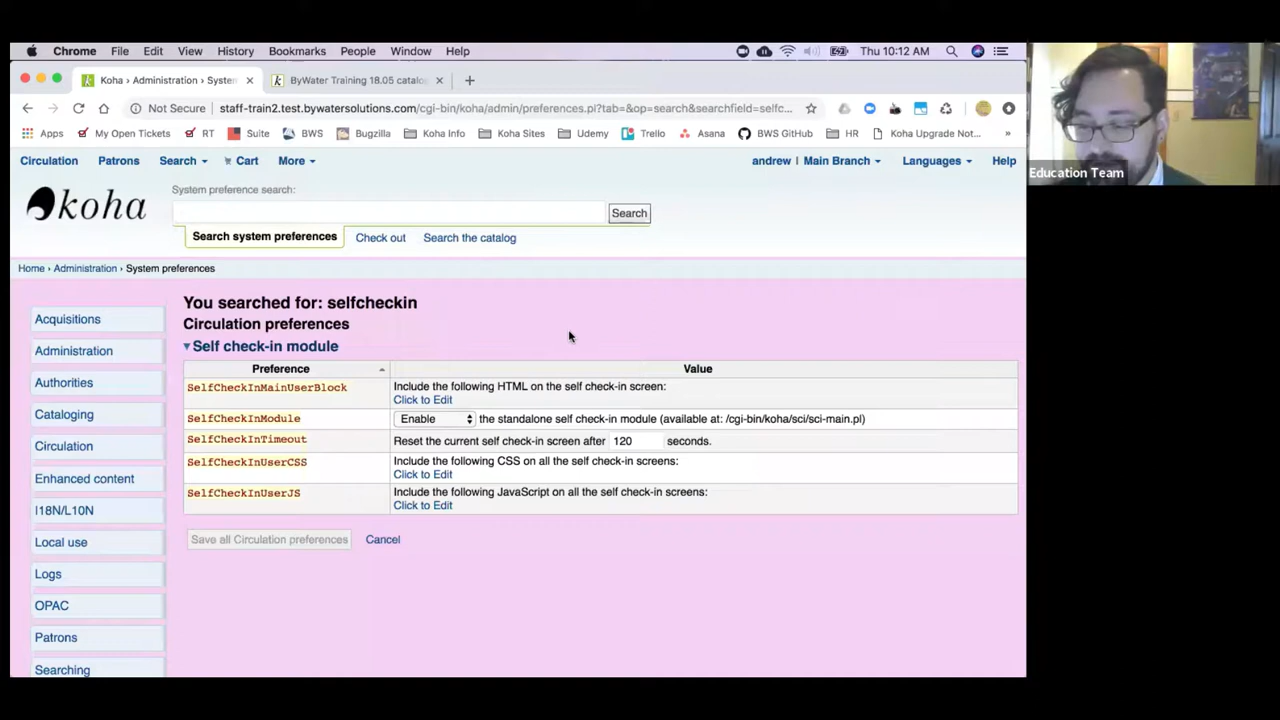 Chrome File Edit View History Bookmarks People Window Help
Thu 10:12 AM
Koha › Administration › System
ByWater Training 18.05 catalo
Not Secure staff-train2.test.bywatersolutions.com/cgi-bin/koha/admin/preferences.pl?tab=&op=search&searchfield=selfc...
Apps My Open Tickets RT Suite BWS Bugzilla Koha Info Koha Sites Udemy Trello Asana BWS GitHub HR Koha Upgrade Not... »
Circulation Patrons Search Cart More
andrew | Main Branch Languages Help
koha
System preference search:
Search
Search system preferences Check out Search the catalog
Home › Administration › System preferences
Acquisitions
Administration
Authorities
Cataloging
Circulation
Enhanced content
I18N/L10N
Local use
Logs
OPAC
Patrons
Searching
You searched for: selfcheckin
Circulation preferences
Self check-in module
Preference Value
SelfCheckInMainUserBlock Include the following HTML on the self check-in screen:
Click to Edit
SelfCheckInModule Enable the standalone self check-in module (available at: /cgi-bin/koha/sci/sci-main.pl)
SelfCheckInTimeout Reset the current self check-in screen after 120 seconds.
SelfCheckInUserCSS Include the following CSS on all the self check-in screens:
Click to Edit
SelfCheckInUserJS Include the following JavaScript on all the self check-in screens:
Click to Edit
Save all Circulation preferences Cancel
Education Team